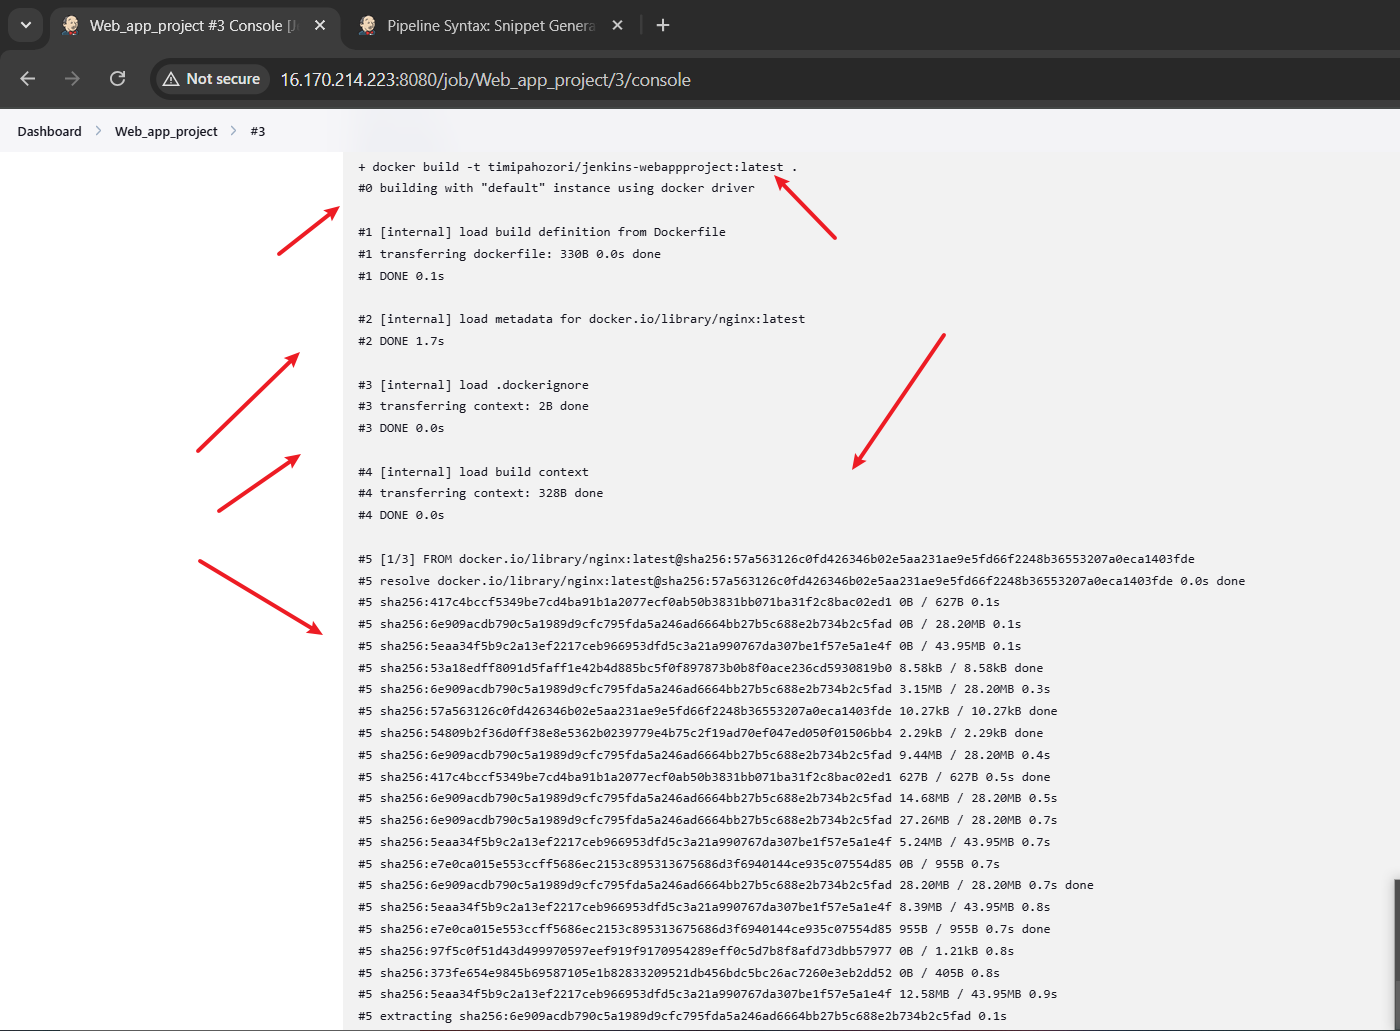 Web_app_project #3 Console [J
Pipeline Syntax: Snippet Genera
Not secure
16.170.214.223:8080/job/Web_app_project/3/console
Dashboard > Web_app_project > #3
+ docker build -t timipahozori/jenkins-webappproject:latest .
#0 building with "default" instance using docker driver
#1 [internal] load build definition from Dockerfile
#1 transferring dockerfile: 330B 0.0s done
#1 DONE 0.1s
#2 [internal] load metadata for docker.io/library/nginx:latest
#2 DONE 1.7s
#3 [internal] load .dockerignore
#3 transferring context: 2B done
#3 DONE 0.0s
#4 [internal] load build context
#4 transferring context: 328B done
#4 DONE 0.0s
#5 [1/3] FROM docker.io/library/nginx:latest@sha256:57a563126c0fd426346b02e5aa231ae9e5fd66f2248b36553207a0eca1403fde
#5 resolve docker.io/library/nginx:latest@sha256:57a563126c0fd426346b02e5aa231ae9e5fd66f2248b36553207a0eca1403fde 0.0s done
#5 sha256:417c4bccf5349be7cd4ba91b1a2077ecf0ab50b3831bb071ba31f2c8bac02ed1 0B / 627B 0.1s
#5 sha256:6e909acdb790c5a1989d9cfc795fda5a246ad6664bb27b5c688e2b734b2c5fad 0B / 28.20MB 0.1s
#5 sha256:5eaa34f5b9c2a13ef2217ceb966953dfd5c3a21a990767da307be1f57e5a1e4f 0B / 43.95MB 0.1s
#5 sha256:53a18edff8091d5faff1e42b4d885bc5f0f897873b0b8f0ace236cd5930819b0 8.58kB / 8.58kB done
#5 sha256:6e909acdb790c5a1989d9cfc795fda5a246ad6664bb27b5c688e2b734b2c5fad 3.15MB / 28.20MB 0.3s
#5 sha256:57a563126c0fd426346b02e5aa231ae9e5fd66f2248b36553207a0eca1403fde 10.27kB / 10.27kB done
#5 sha256:54809b2f36d0ff38e8e5362b0239779e4b75c2f19ad70ef047ed050f01506bb4 2.29kB / 2.29kB done
#5 sha256:6e909acdb790c5a1989d9cfc795fda5a246ad6664bb27b5c688e2b734b2c5fad 9.44MB / 28.20MB 0.4s
#5 sha256:417c4bccf5349be7cd4ba91b1a2077ecf0ab50b3831bb071ba31f2c8bac02ed1 627B / 627B 0.5s done
#5 sha256:6e909acdb790c5a1989d9cfc795fda5a246ad6664bb27b5c688e2b734b2c5fad 14.68MB / 28.20MB 0.5s
#5 sha256:6e909acdb790c5a1989d9cfc795fda5a246ad6664bb27b5c688e2b734b2c5fad 27.26MB / 28.20MB 0.7s
#5 sha256:5eaa34f5b9c2a13ef2217ceb966953dfd5c3a21a990767da307be1f57e5a1e4f 5.24MB / 43.95MB 0.7s
#5 sha256:e7e0ca015e553ccff5686ec2153c895313675686d3f6940144ce935c07554d85 0B / 955B 0.7s
#5 sha256:6e909acdb790c5a1989d9cfc795fda5a246ad6664bb27b5c688e2b734b2c5fad 28.20MB / 28.20MB 0.7s done
#5 sha256:5eaa34f5b9c2a13ef2217ceb966953dfd5c3a21a990767da307be1f57e5a1e4f 8.39MB / 43.95MB 0.8s
#5 sha256:e7e0ca015e553ccff5686ec2153c895313675686d3f6940144ce935c07554d85 955B / 955B 0.7s done
#5 sha256:97f5c0f51d43d499970597eef919f9170954289eff0c5d7b8f8afd73dbb57977 0B / 1.21kB 0.8s
#5 sha256:373fe654e9845b69587105e1b82833209521db456bdc5bc26ac7260e3eb2dd52 0B / 405B 0.8s
#5 sha256:5eaa34f5b9c2a13ef2217ceb966953dfd5c3a21a990767da307be1f57e5a1e4f 12.58MB / 43.95MB 0.9s
#5 extracting sha256:6e909acdb790c5a1989d9cfc795fda5a246ad6664bb27b5c688e2b734b2c5fad 0.1s